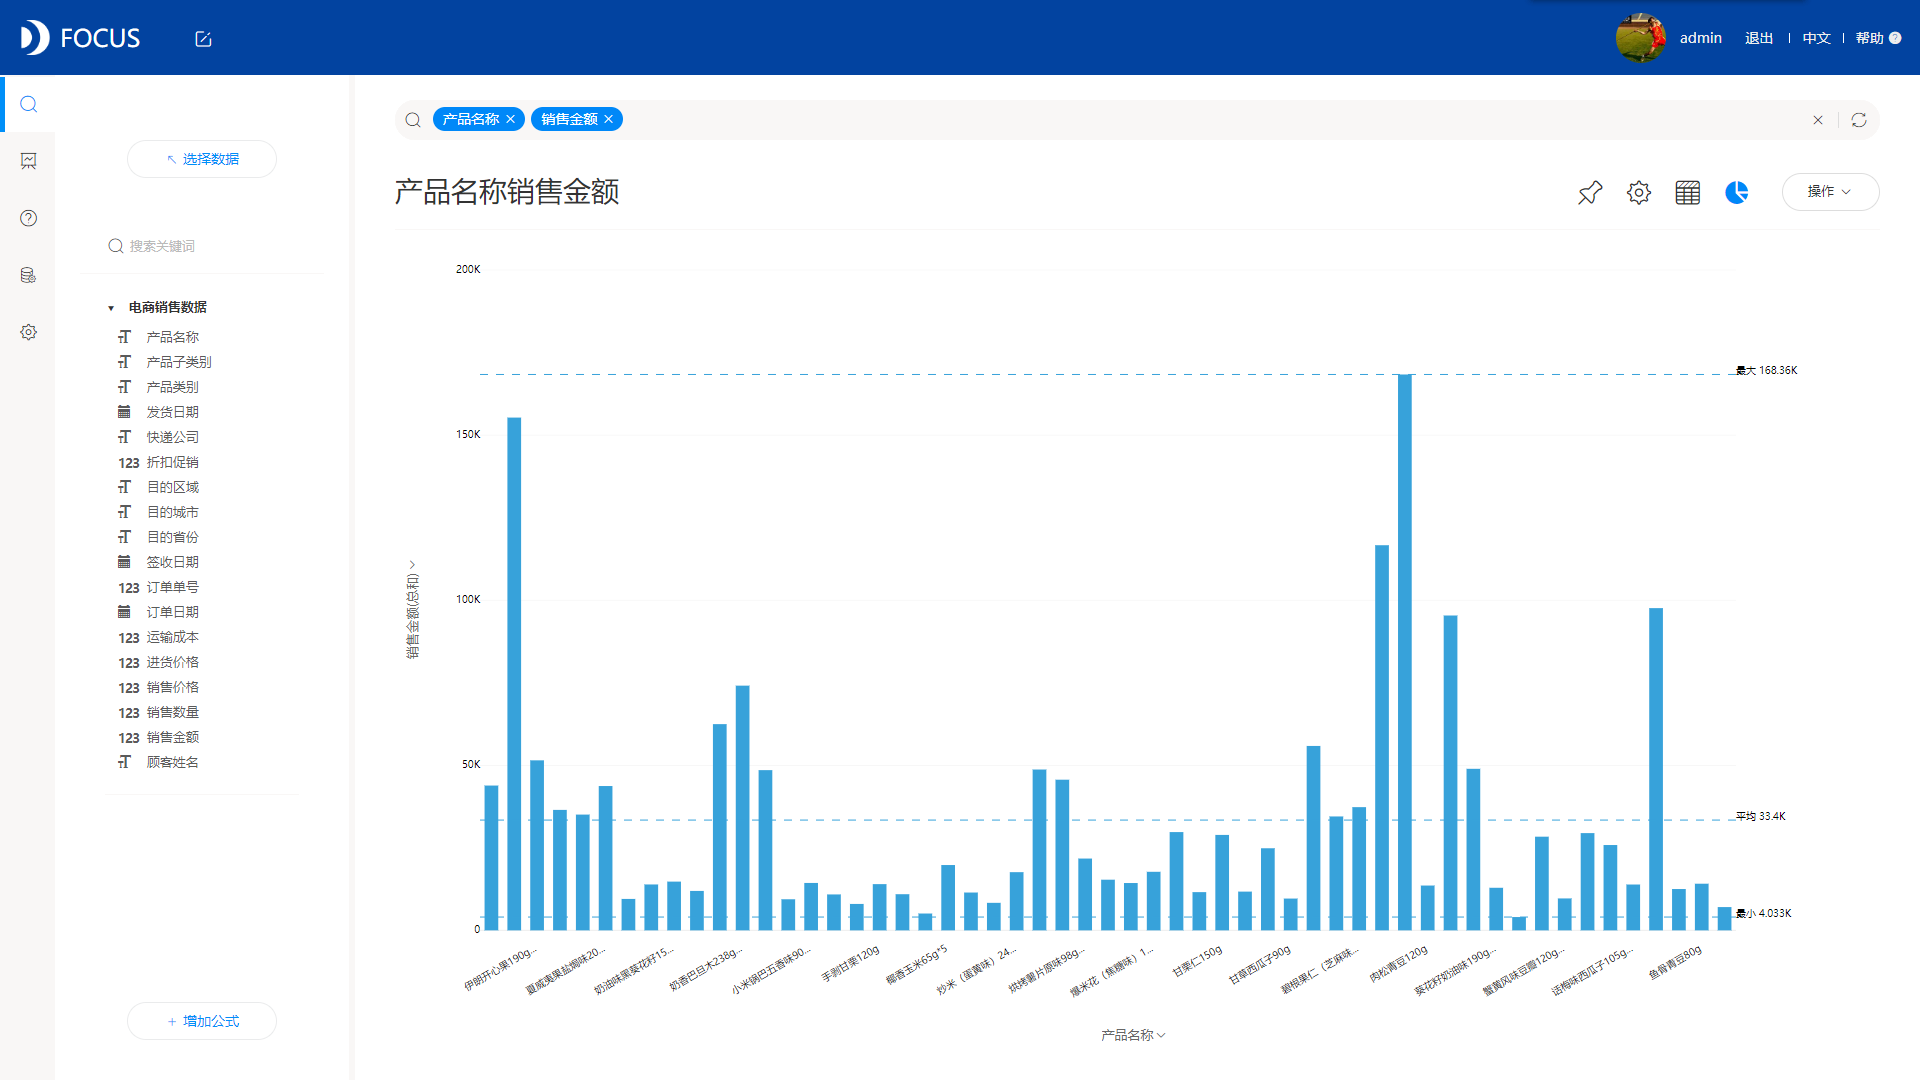 FOCUS
admin 退出 中文 帮助 ?
产品名称 销售金额
选择数据
产品名称销售金额
操作
搜索关键词
电商销售数据
T 产品名称
T 产品子类别
T 产品类别
发货日期
T 快递公司
123 折扣促销
T 目的区域
T 目的城市
T 目的省份
签收日期
123 订单单号
订单日期
123 运输成本
123 进货价格
123 销售价格
123 销售数量
123 销售金额
T 顾客姓名
+ 增加公式
200K
150K
100K
50K
0
销售金额(总和)
最大 168.36K
平均 33.4K
最小 4.033K
伊朗开心果190g...
夏威夷果盐焗味20...
奶油味黑葵花籽15...
奶香巴旦木238g...
小米锅巴五香味90...
手剥甘栗120g
椰香玉米65g*5
炒米（蛋黄味）24...
烘烤薯片原味98g...
爆米花（焦糖味）1...
甘栗仁150g
甘草西瓜子90g
碧根果仁（芝麻味...
肉松青豆120g
葵花籽奶油味190g...
蟹黄风味豆瓣120g...
话梅味西瓜子105g...
鱼骨青豆80g
产品名称